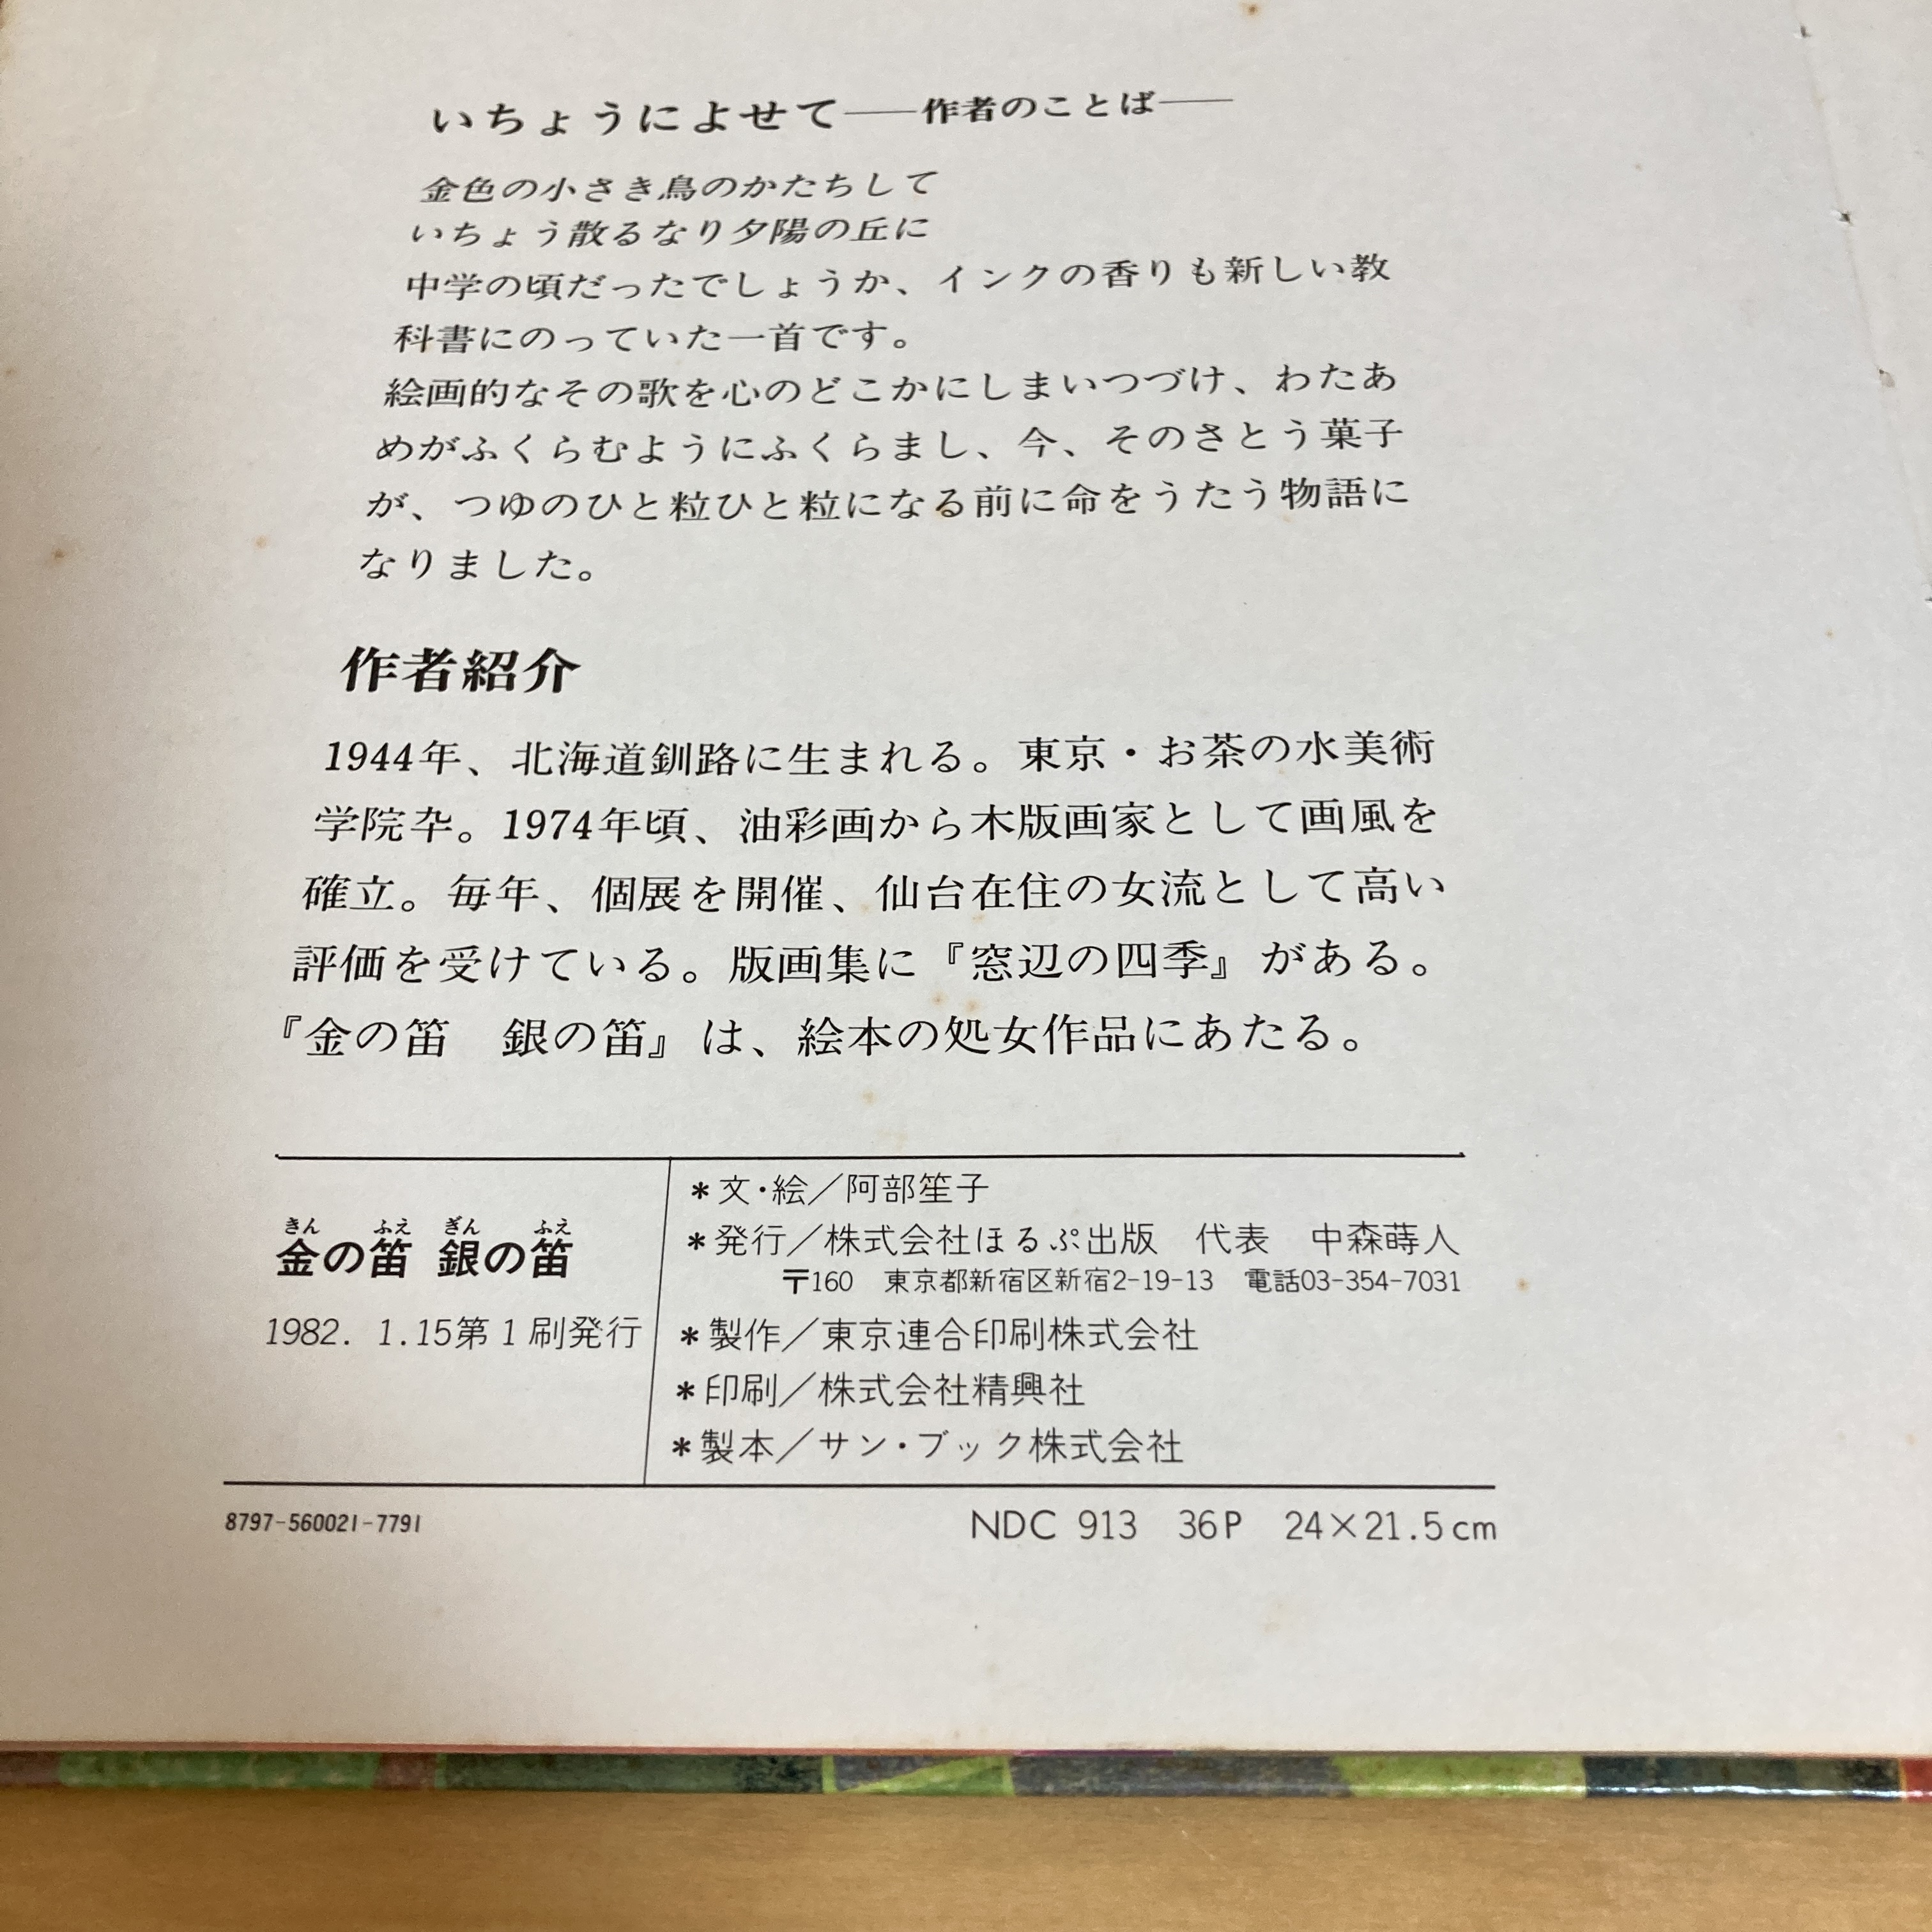 いちょうによせて――作者のことば――
金色の小さき鳥のかたちして
いちょう散るなり夕陽の丘に
中学の頃だったでしょうか、インクの香りも新しい教
科書にのっていた一首です。
絵画的なその歌を心のどこかにしまいつづけ、わたあ
めがふくらむようにふくらまし、今、そのさとう菓子
が、つゆのひと粒ひと粒になる前に命をうたう物語に
なりました。
作者紹介
1944年、北海道釧路に生まれる。東京・お茶の水美術
学院卒。1974年頃、油彩画から木版画家として画風を
確立。毎年、個展を開催、仙台在住の女流として高い
評価を受けている。版画集に『窓辺の四季』がある。
『金の笛　銀の笛』は、絵本の処女作品にあたる。
きん ふえ ぎん ふえ
金の笛 銀の笛
1982. 1.15第1刷発行
*文・絵／阿部笙子
*発行／株式会社ほるぷ出版　代表　中森蒔人
〒160　東京都新宿区新宿2-19-13　電話03-354-7031
*製作／東京連合印刷株式会社
*印刷／株式会社精興社
*製本／サン・ブック株式会社
8797-560021-7791
NDC 913　36P　24×21.5cm